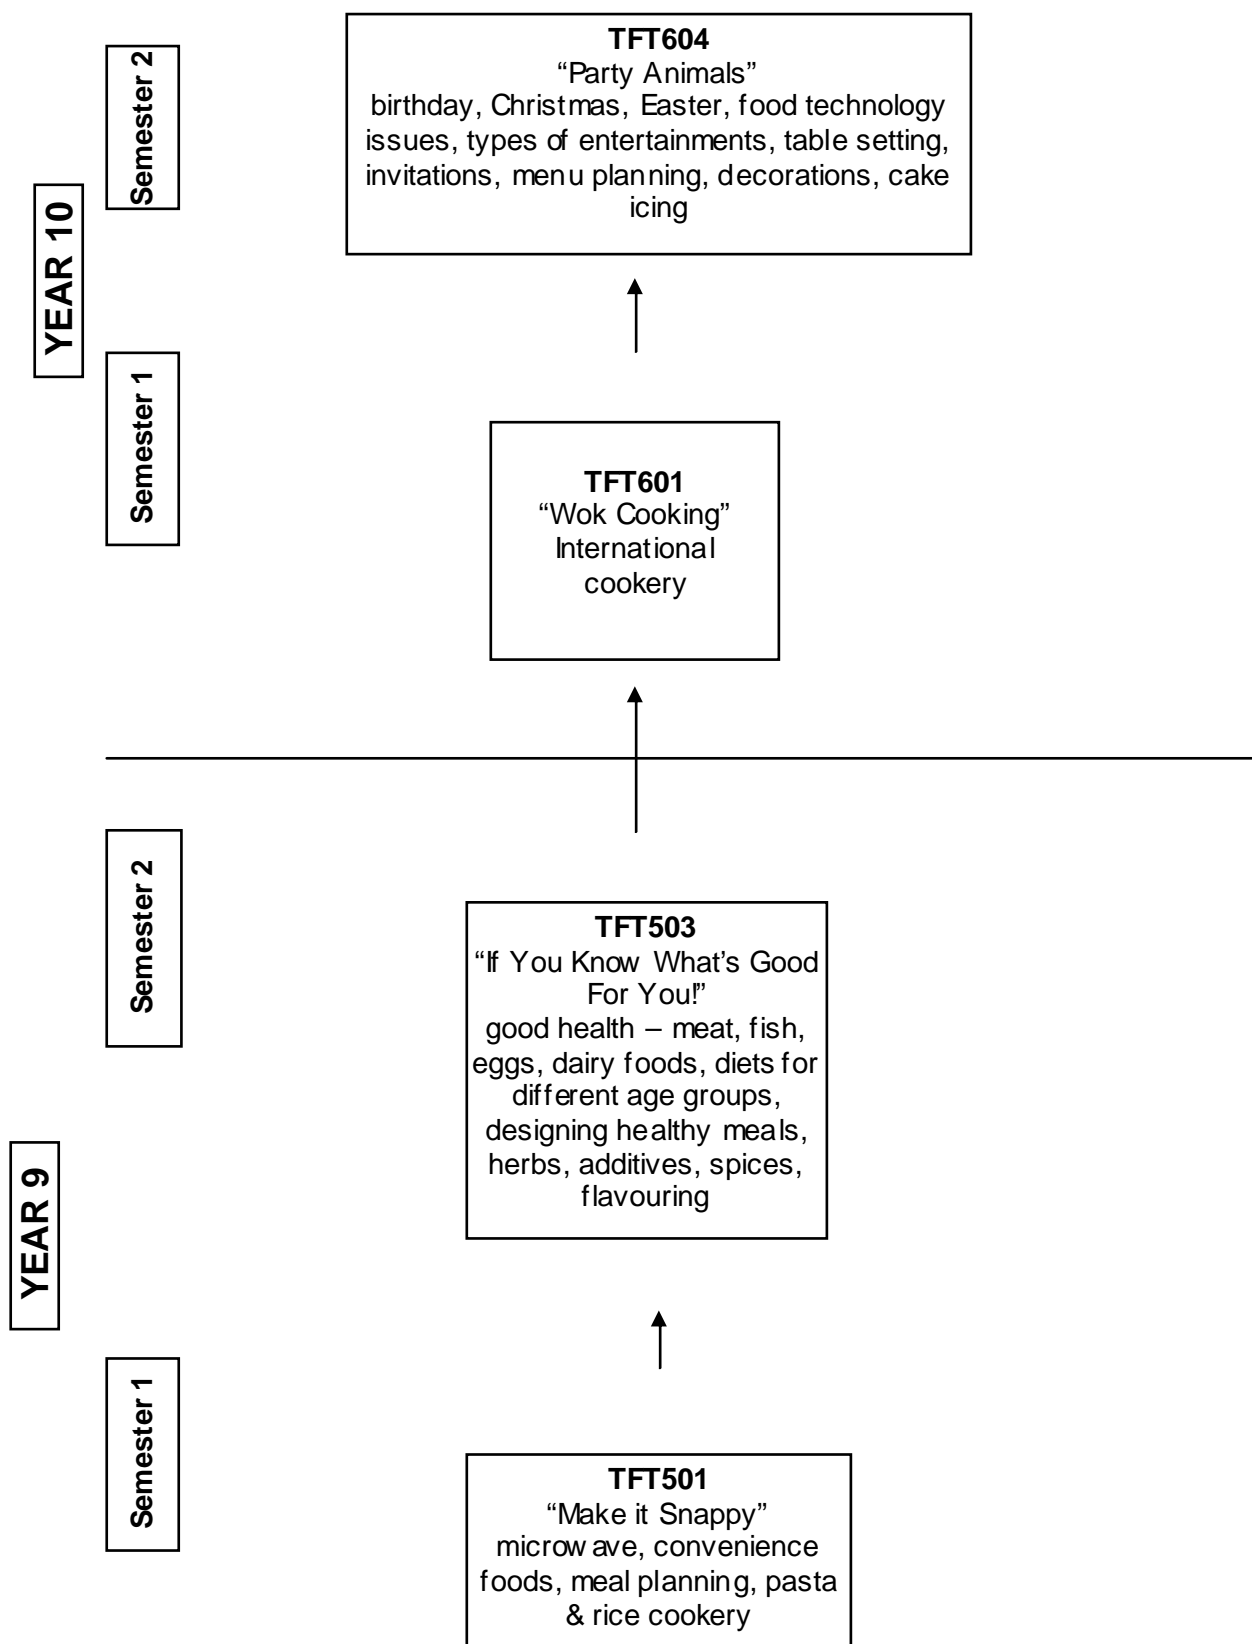 YEAR 10
Semester 2
TFT604
“Party Animals”
birthday, Christmas, Easter, food technology
issues, types of entertainments, table setting,
invitations, menu planning, decorations, cake
icing
Semester 1
TFT601
“Wok Cooking”
International
cookery
YEAR 9
Semester 2
TFT503
“If You Know What’s Good
For You!”
good health – meat, fish,
eggs, dairy foods, diets for
different age groups,
designing healthy meals,
herbs, additives, spices,
flavouring
Semester 1
TFT501
“Make it Snappy”
microwave, convenience
foods, meal planning, pasta
& rice cookery